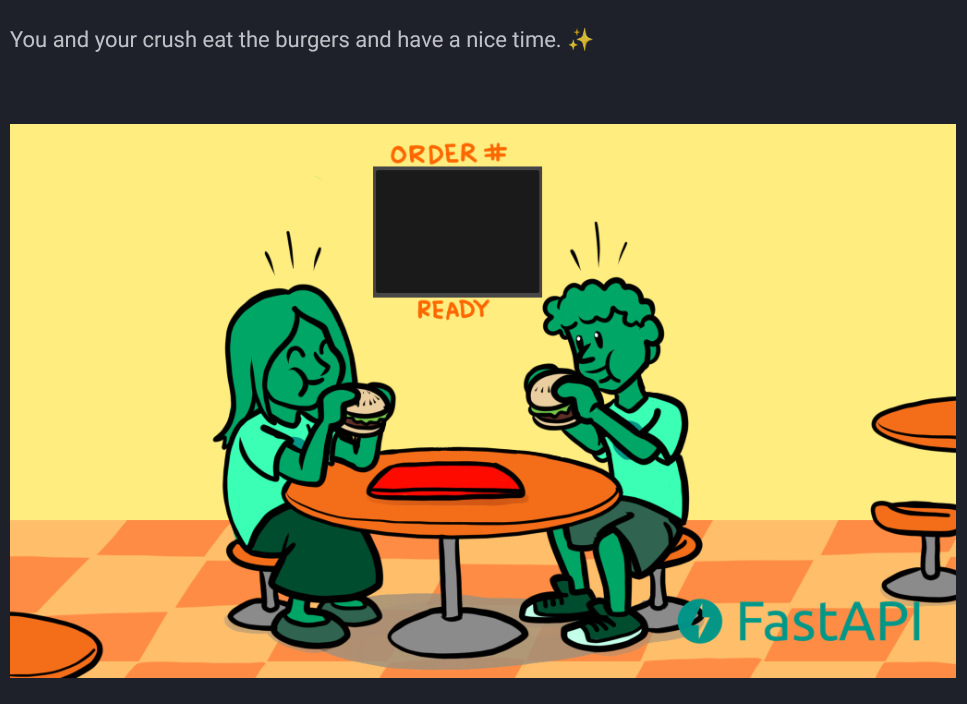 You and your crush eat the burgers and have a nice time. ✨
ORDER #
READY
FastAPI